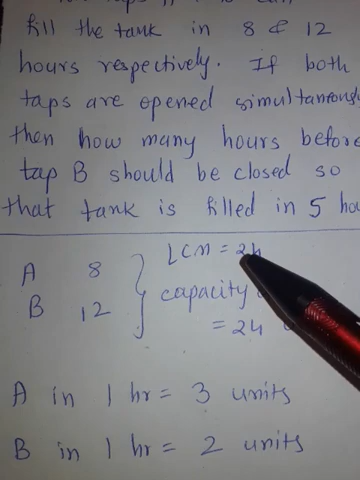 fill the tank in 8 & 12
hours respectively. If both
taps are opened
then how many hours before
tap B should be closed so
that tank is filled in 5
A 8
B 12
LCM = 24
capacity
= 24
A in 1 hr = 3 units
B in 1 hr = 2 units